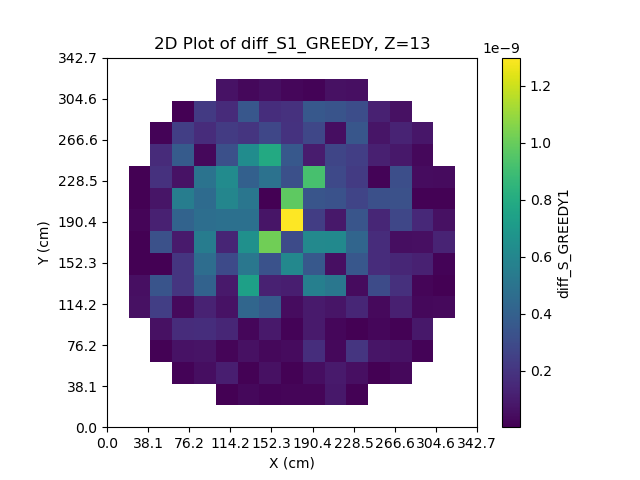 2D Plot of diff_S1_GREEDY, Z=13
1e−9
342.7
304.6
266.6
228.5
190.4
152.3
114.2
76.2
38.1
0.0
Y (cm)
0.0 38.1 76.2 114.2 152.3 190.4 228.5 266.6 304.6 342.7
X (cm)
1.2
1.0
0.8
0.6
0.4
0.2
diff_S_GREEDY1